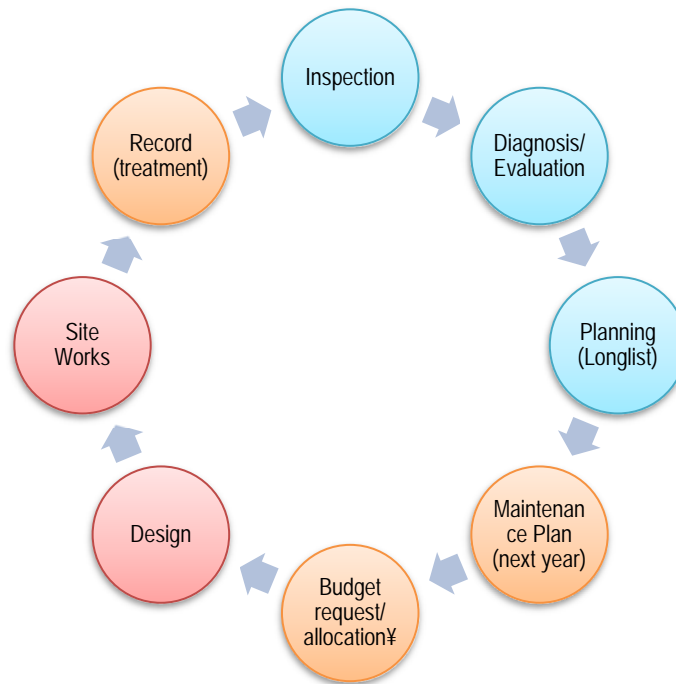 Inspection
Diagnosis/
Evaluation
Planning
(Longlist)
Maintenan
ce Plan
(next year)
Budget
request/
allocation¥
Design
Site
Works
Record
(treatment)